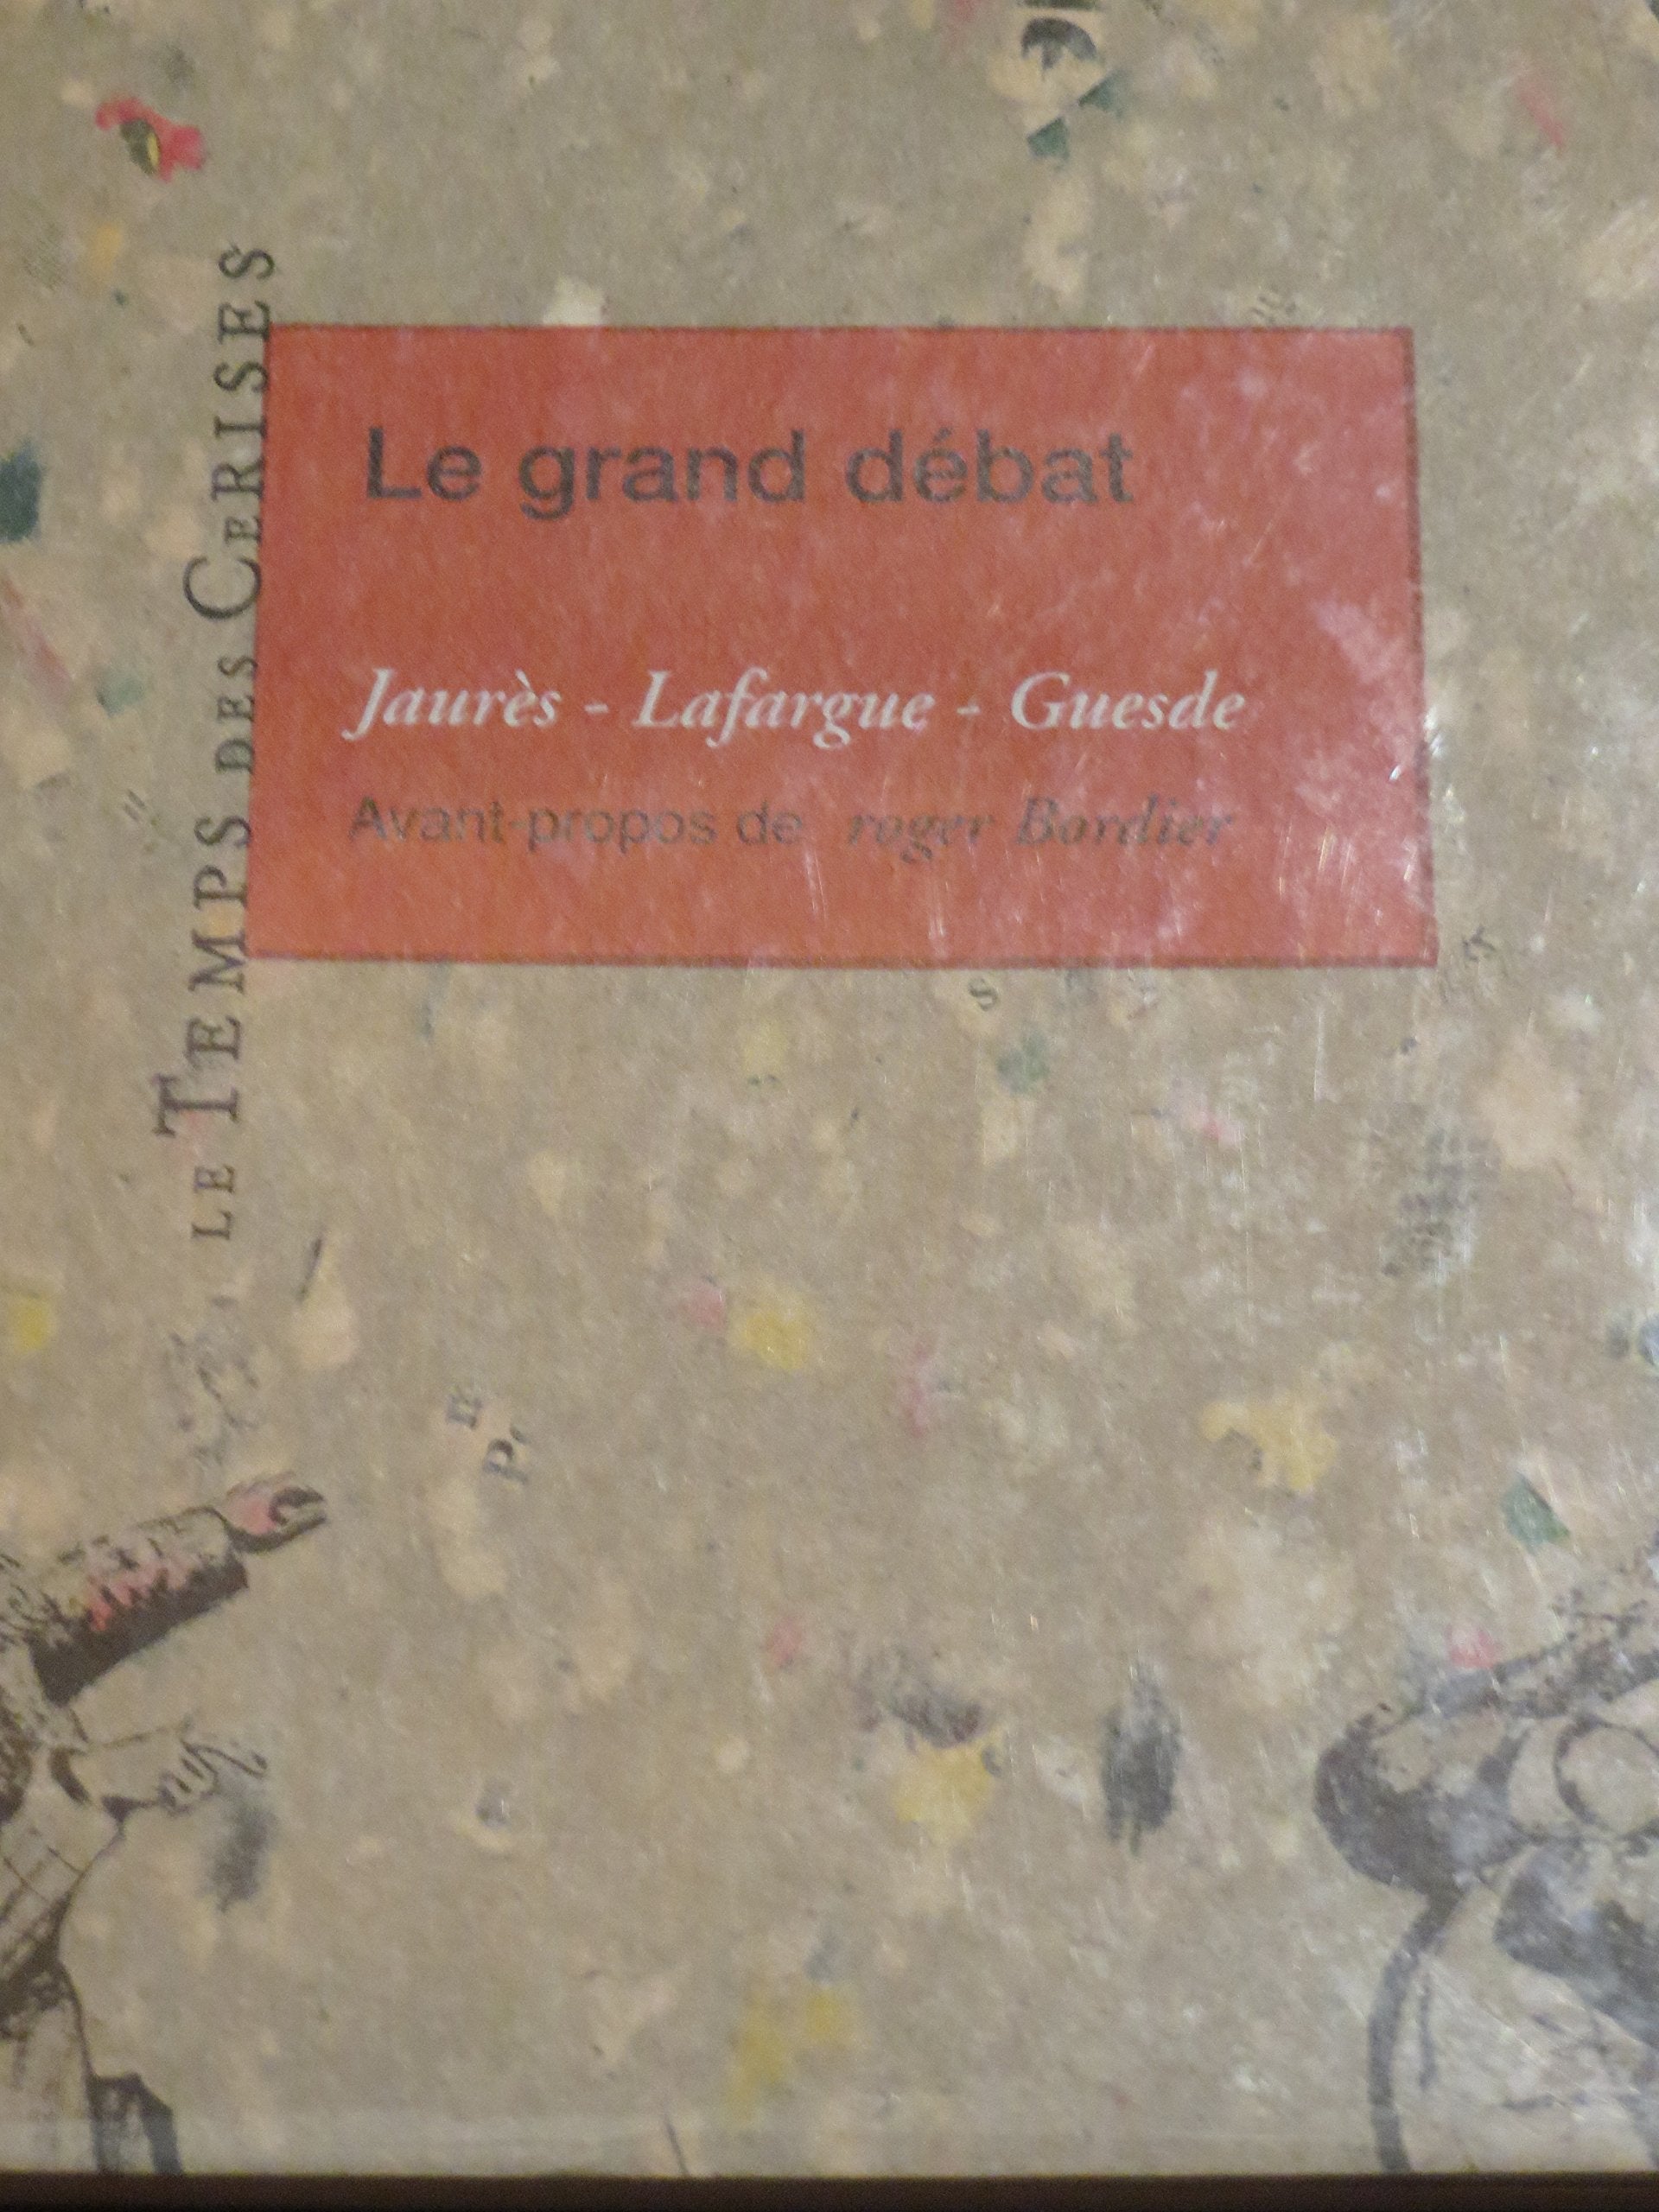 LE TEMPS DES CERISES
Le grand débat
Jaurès - Lafargue - Guesde
Avant-propos de roger Bordier